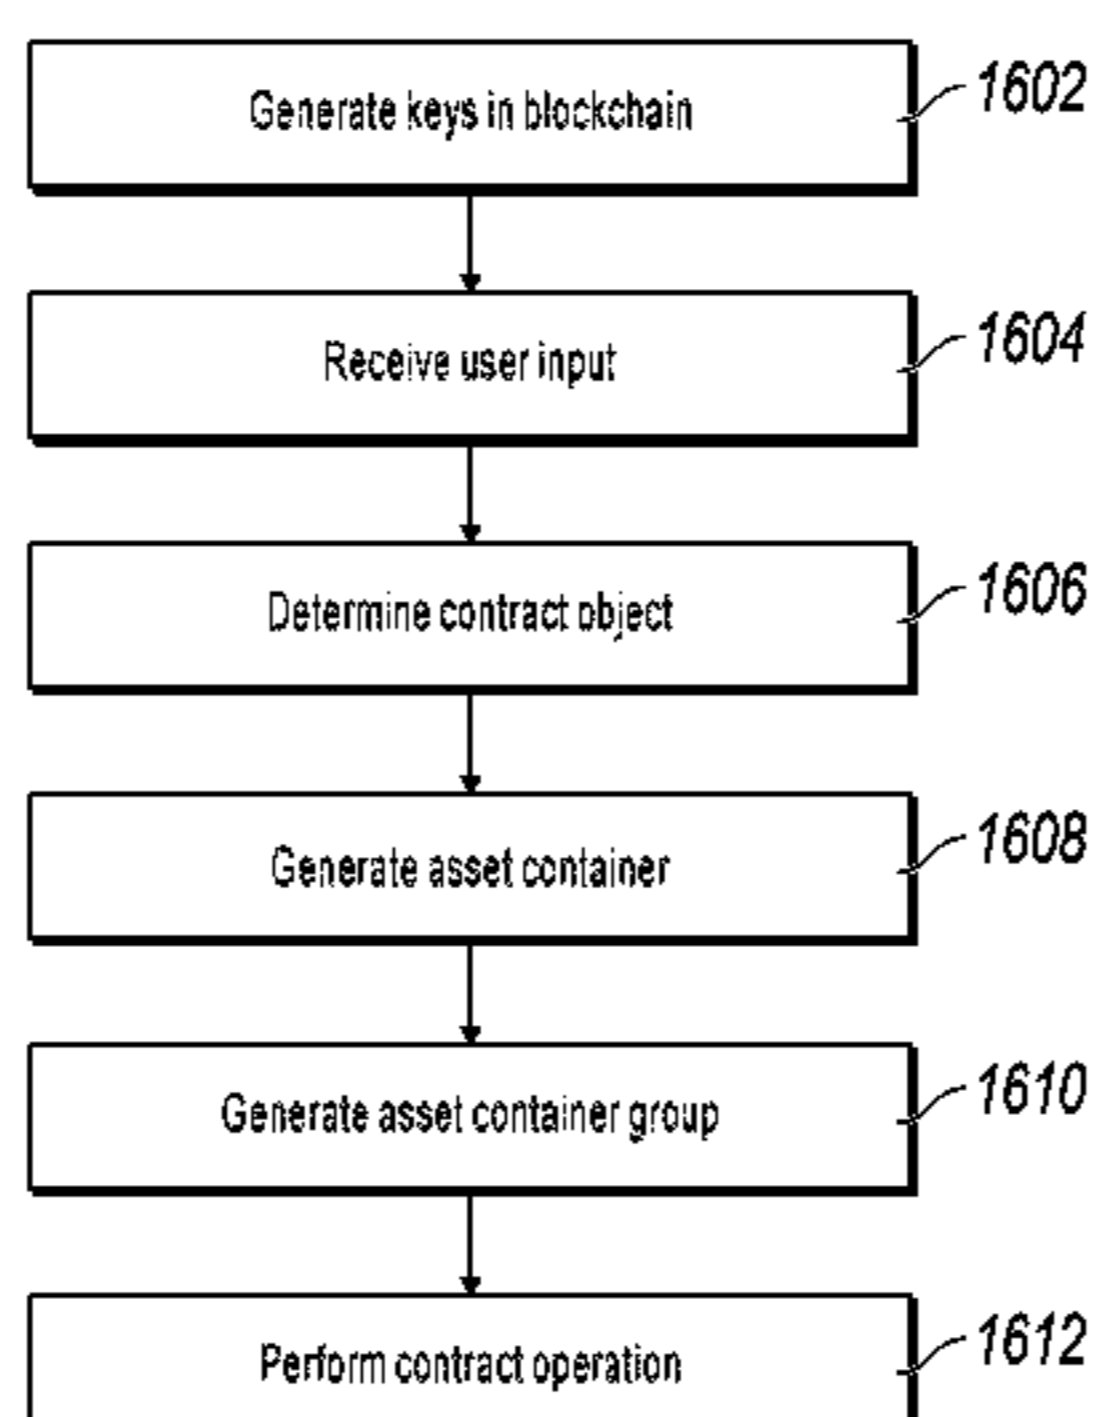 Generate keys in blockchain
1602
Receive user input
1604
Determine contract object
1606
Generate asset container
1608
Generate asset container group
1610
Perform contract operation
1612